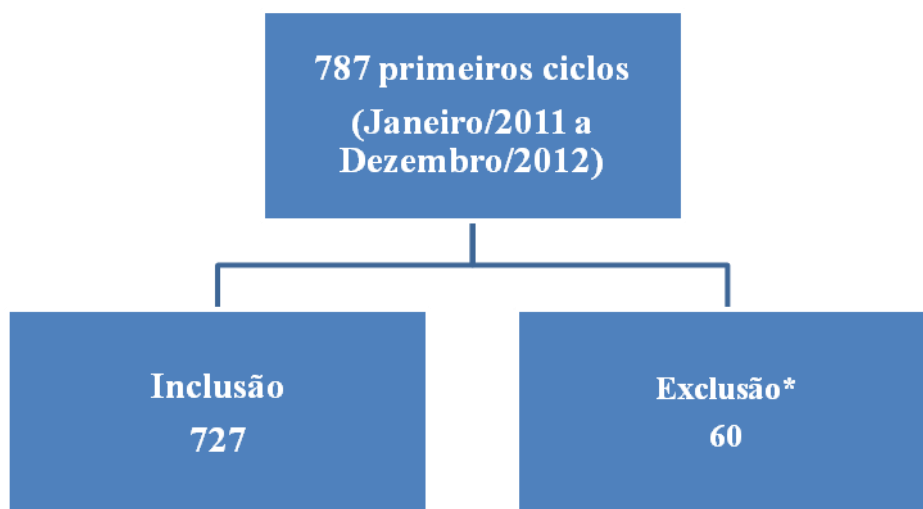 787 primeiros ciclos
(Janeiro/2011 a
Dezembro/2012)
Inclusão
727
Exclusão*
60